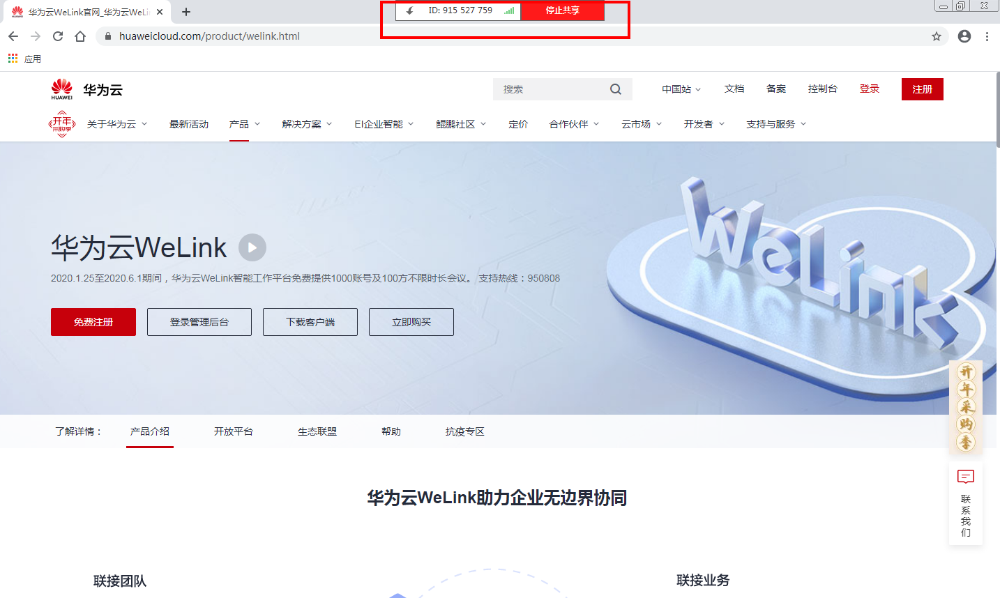 华为云WeLink官网_华为云WeLi
ID: 915 527 759
停止共享
huaweicloud.com/product/welink.html
应用
HUAWEI
华为云
搜索
中国站
文档
备案
控制台
登录
注册
开年
采购季
关于华为云
最新活动
产品
解决方案
EI企业智能
鲲鹏社区
定价
合作伙伴
云市场
开发者
支持与服务
WeLink
华为云WeLink
2020.1.25至2020.6.1期间，华为云WeLink智能工作平台免费提供1000账号及100方不限时长会议。 支持热线：950808
免费注册
登录管理后台
下载客户端
立即购买
开年采购季
了解详情：
产品介绍
开放平台
生态联盟
帮助
抗疫专区
联系我们
华为云WeLink助力企业无边界协同
联接团队
联接业务